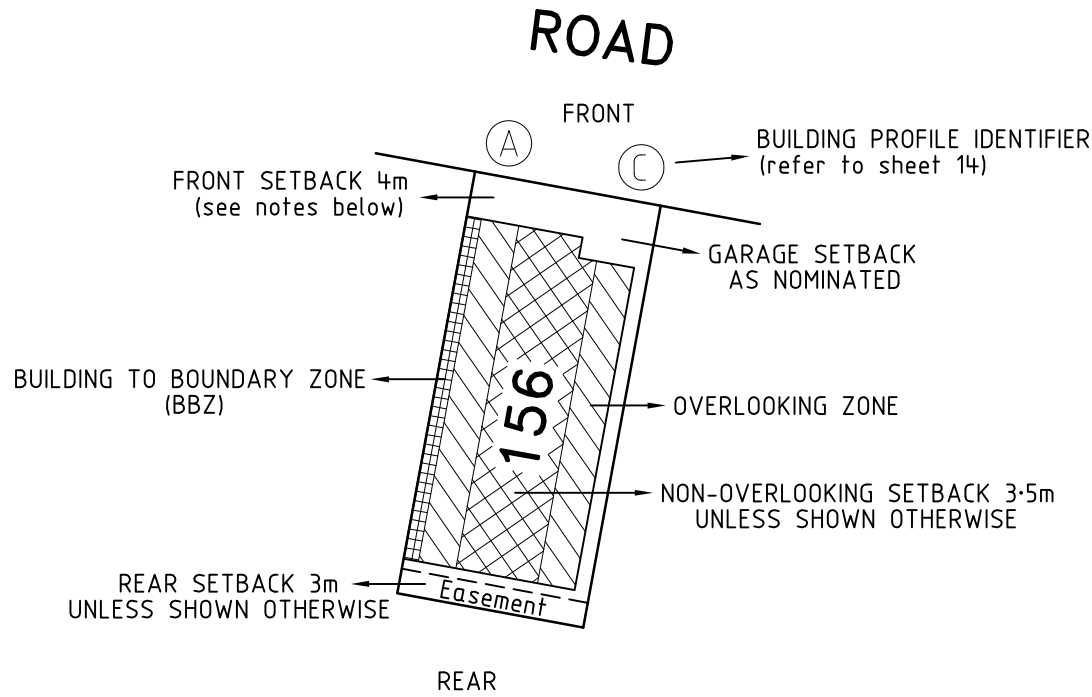 ROAD
FRONT
A
C
BUILDING PROFILE IDENTIFIER
(refer to sheet 14)
FRONT SETBACK 4m
(see notes below)
GARAGE SETBACK
AS NOMINATED
BUILDING TO BOUNDARY ZONE
(BBZ)
156
OVERLOOKING ZONE
NON-OVERLOOKING SETBACK 3·5m
UNLESS SHOWN OTHERWISE
REAR SETBACK 3m
UNLESS SHOWN OTHERWISE
Easement
REAR